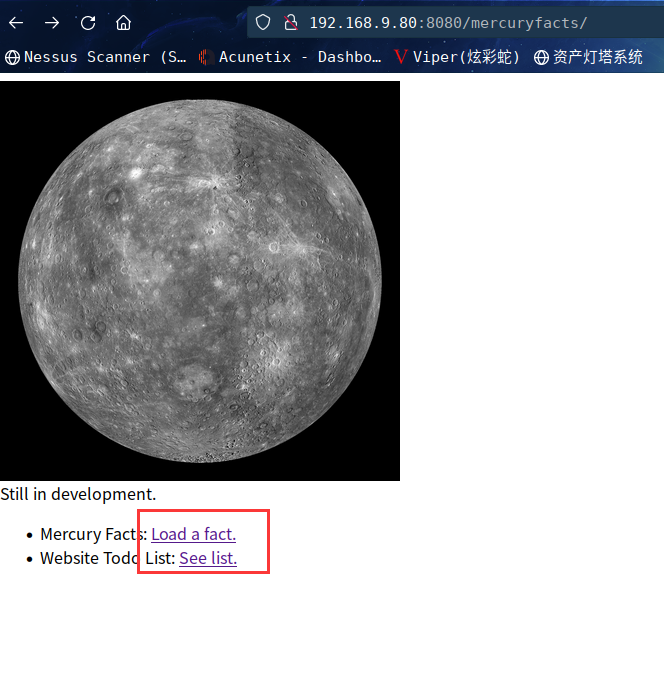 192.168.9.80:8080/mercuryfacts/
Nessus Scanner (S… Acunetix - Dashbo… Viper(炫彩蛇) 资产灯塔系统
Still in development.
• Mercury Facts: Load a fact.
• Website Todo List: See list.